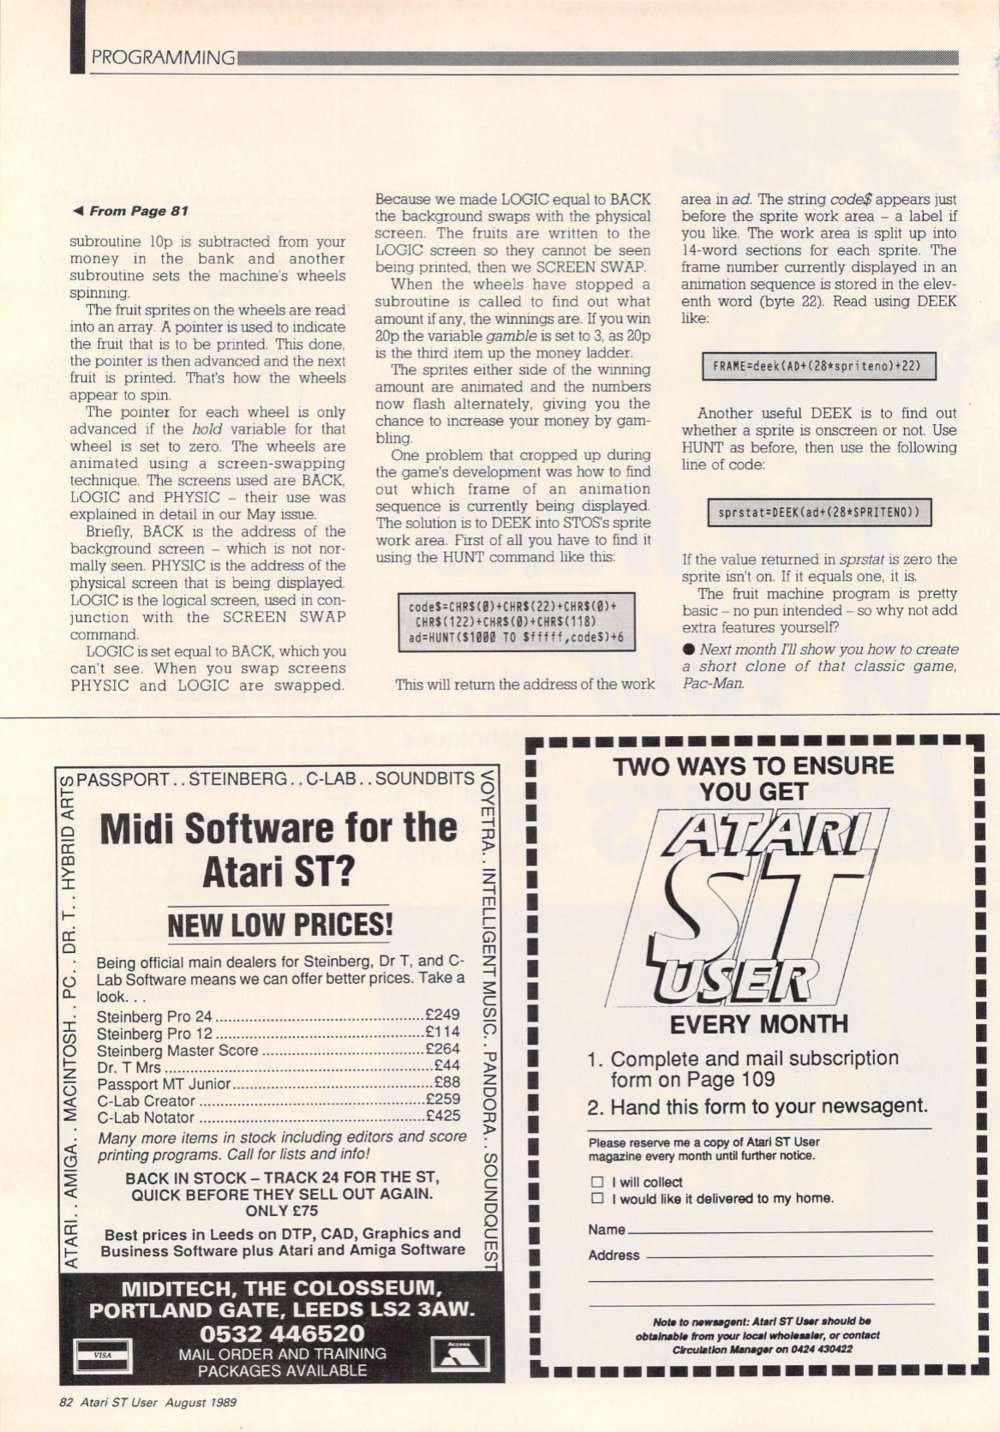 PROGRAMMING
◄ From Page 81
subroutine 10p is subtracted from your
money in the bank and another
subroutine sets the machine's wheels
spinning.
The fruit sprites on the wheels are read
into an array. A pointer is used to indicate
the fruit that is to be printed. This done,
the pointer is then advanced and the next
fruit is printed. That's how the wheels
appear to spin.
The pointer for each wheel is only
advanced if the hold variable for that
wheel is set to zero. The wheels are
animated using a screen-swapping
technique. The screens used are BACK,
LOGIC and PHYSIC – their use was
explained in detail in our May issue.
Briefly, BACK is the address of the
background screen – which is not nor-
mally seen. PHYSIC is the address of the
physical screen that is being displayed.
LOGIC is the logical screen, used in con-
junction with the SCREEN SWAP
command.
LOGIC is set equal to BACK, which you
can't see. When you swap screens
PHYSIC and LOGIC are swapped.
Because we made LOGIC equal to BACK
the background swaps with the physical
screen. The fruits are written to the
LOGIC screen so they cannot be seen
being printed, then we SCREEN SWAP.
When the wheels have stopped a
subroutine is called to find out what
amount if any, the winnings are. If you win
20p the variable gamble is set to 3, as 20p
is the third item up the money ladder.
The sprites either side of the winning
amount are animated and the numbers
now flash alternately, giving you the
chance to increase your money by gam-
bling.
One problem that cropped up during
the game's development was how to find
out which frame of an animation
sequence is currently being displayed.
The solution is to DEEK into STOS's sprite
work area. First of all you have to find it
using the HUNT command like this:
code$=CHR$(0)+CHR$(22)+CHR$(0)+
CHR$(122)+CHR$(0)+CHR$(118)
ad=HUNT($1000 TO $fffff,code$)+6
This will return the address of the work
area in ad. The string code$ appears just
before the sprite work area – a label if
you like. The work area is split up into
14-word sections for each sprite. The
frame number currently displayed in an
animation sequence is stored in the elev-
enth word (byte 22). Read using DEEK
like:
FRAME=deek(AD+(28*spriteno)+22)
Another useful DEEK is to find out
whether a sprite is onscreen or not. Use
HUNT as before, then use the following
line of code:
sprstat=DEEK(ad+(28*SPRITENO))
If the value returned in sprstat is zero the
sprite isn't on. If it equals one, it is.
The fruit machine program is pretty
basic – no pun intended – so why not add
extra features yourself?
● Next month I'll show you how to create
a short clone of that classic game,
Pac-Man.
PASSPORT . . STEINBERG . . C-LAB . . SOUNDBITS
VOYETRA . . INTELLIGENT MUSIC . . PANDORA . . SOUNDQUEST
ATARI . . AMIGA . . MACINTOSH . . PC . . DR. T . . HYBRID ARTS
Midi Software for the
Atari ST?
NEW LOW PRICES!
Being official main dealers for Steinberg, Dr T, and C-
Lab Software means we can offer better prices. Take a
look. . .
Steinberg Pro 24 ........ £249
Steinberg Pro 12 ........ £114
Steinberg Master Score ........ £264
Dr. T Mrs ........ £44
Passport MT Junior ........ £88
C-Lab Creator ........ £259
C-Lab Notator ........ £425
Many more items in stock including editors and score
printing programs. Call for lists and info!
BACK IN STOCK – TRACK 24 FOR THE ST,
QUICK BEFORE THEY SELL OUT AGAIN.
ONLY £75
Best prices in Leeds on DTP, CAD, Graphics and
Business Software plus Atari and Amiga Software
MIDITECH, THE COLOSSEUM,
PORTLAND GATE, LEEDS LS2 3AW.
0532 446520
MAIL ORDER AND TRAINING
PACKAGES AVAILABLE
VISA
Access
TWO WAYS TO ENSURE
YOU GET
ATARI
ST
USER
EVERY MONTH
1. Complete and mail subscription
form on Page 109
2. Hand this form to your newsagent.
Please reserve me a copy of Atari ST User
magazine every month until further notice.
☐ I will collect
☐ I would like it delivered to my home.
Name
Address
Note to newsagent: Atari ST User should be
obtainable from your local wholesaler, or contact
Circulation Manager on 0424 430422
82 Atari ST User August 1989